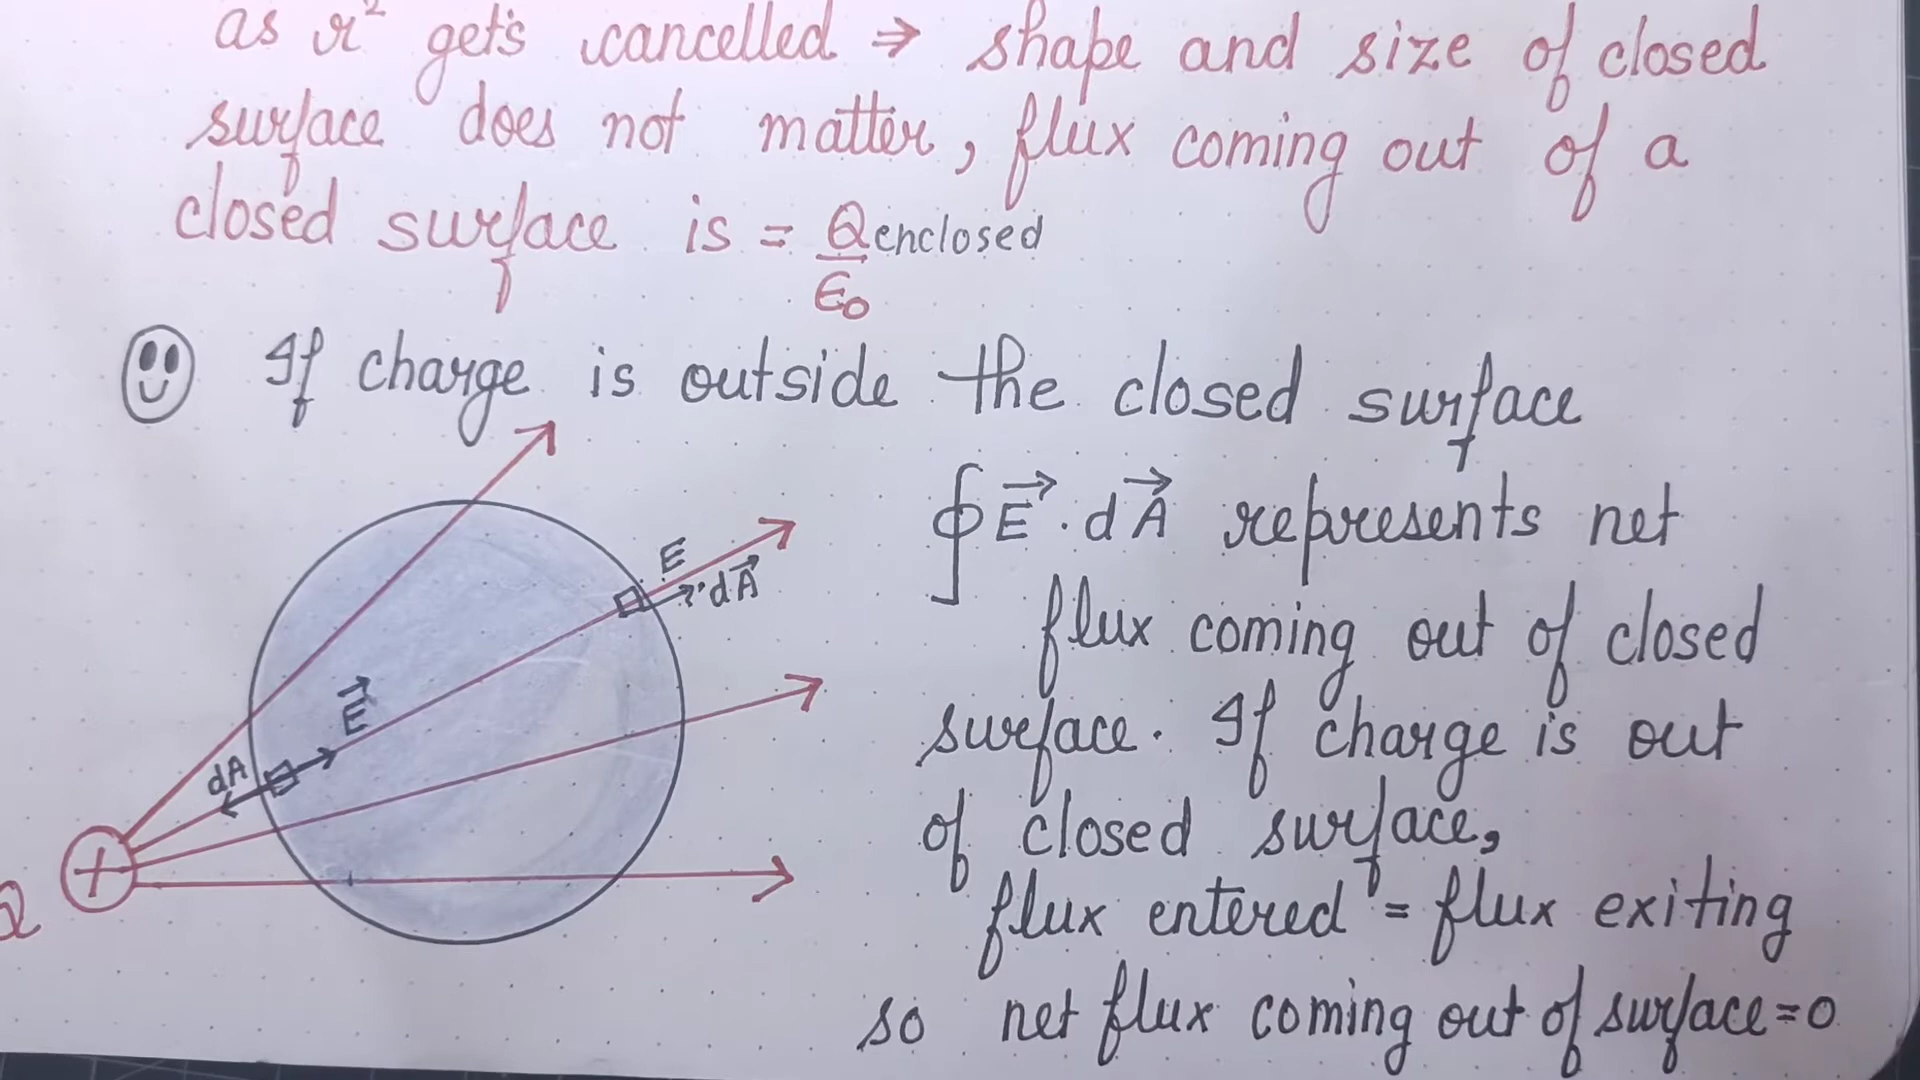 as r² gets cancelled ⇒ shape and size of closed
surface does not matter, flux coming out of a
closed surface is = Qenclosed
ϵ₀
If charge is outside the closed surface
∮E⃗·dA⃗ represents net
flux coming out of closed
surface. If charge is out
of closed surface,
flux entered = flux exiting
so net flux coming out of surface=0
E
dA⃗
E⃗
dA
+
Q